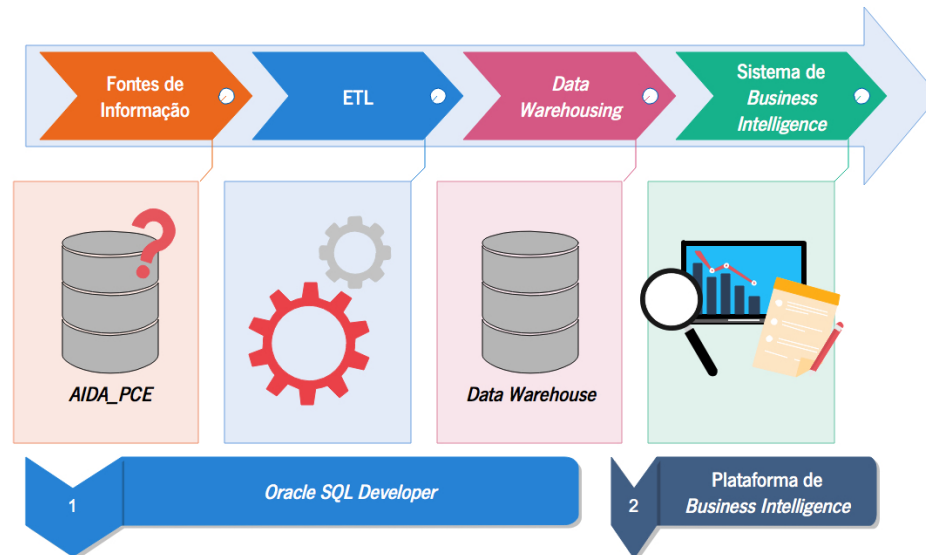 Fontes de
Informação
ETL
Data
Warehousing
Sistema de
Business
Intelligence
?
AIDA_PCE
Data Warehouse
1
Oracle SQL Developer
2
Plataforma de
Business Intelligence